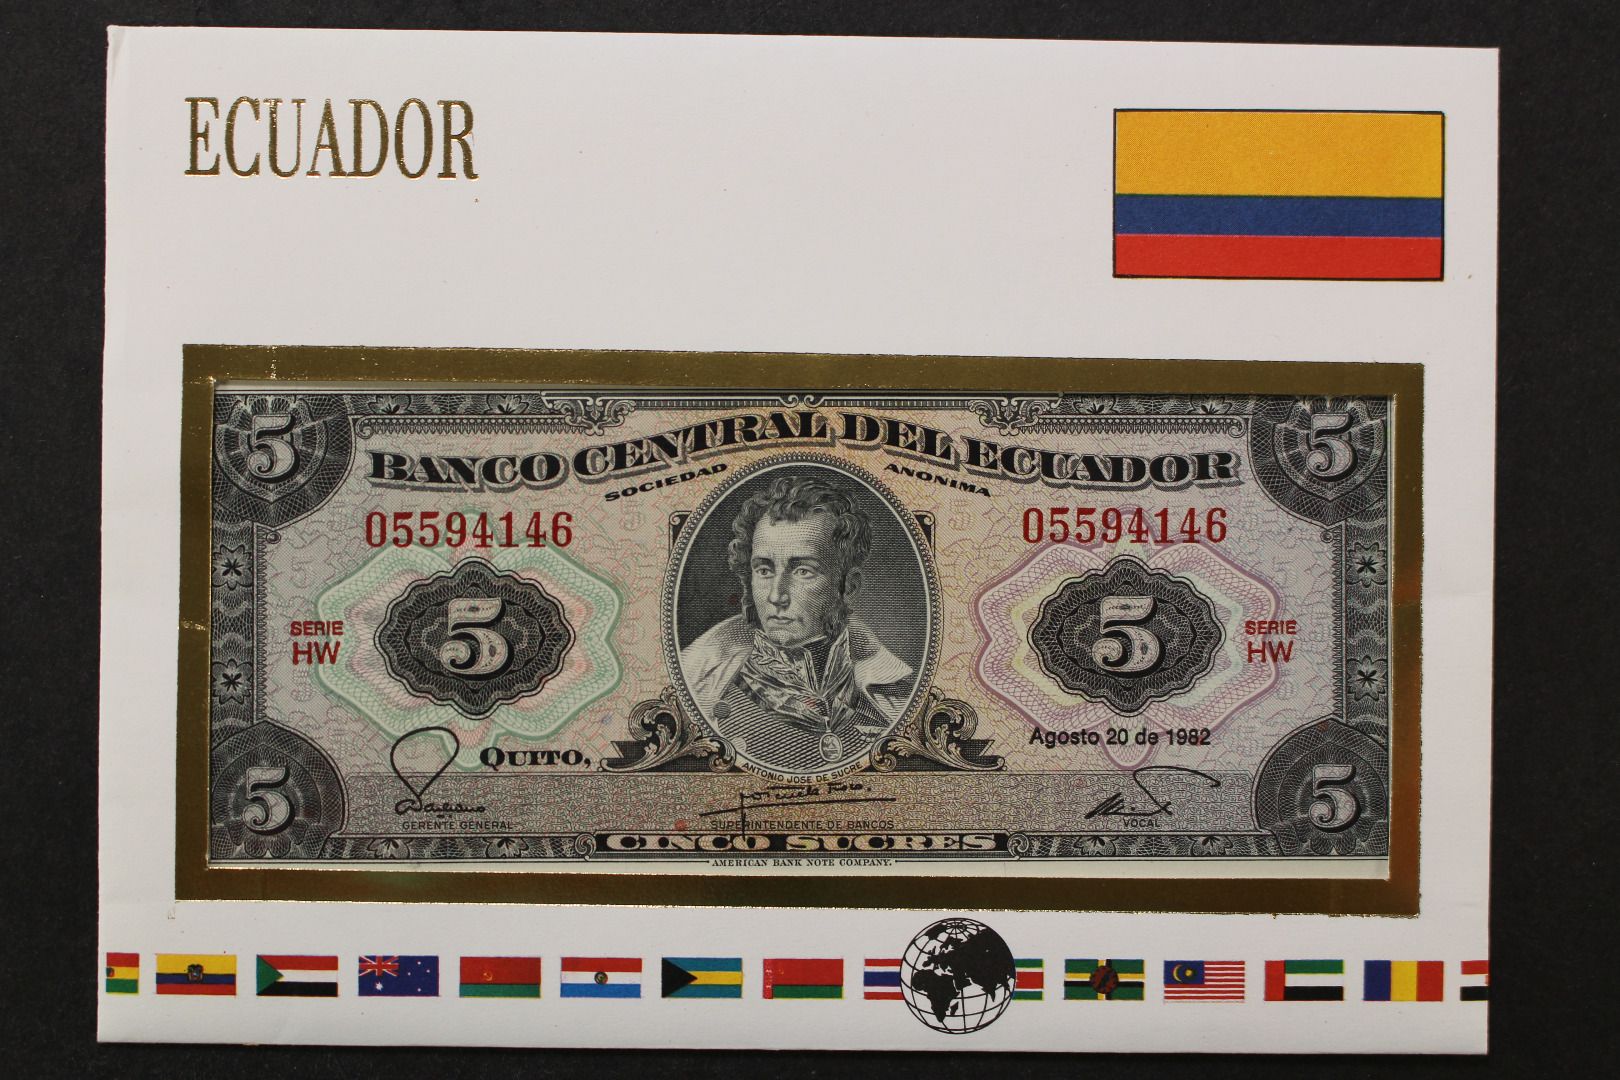 ECUADOR
5 5
BANCO CENTRAL DEL ECUADOR
SOCIEDAD ANONIMA
05594146 05594146
SERIE HW 5 5 SERIE HW
QUITO, Agosto 20 de 1982
ANTONIO JOSE DE SUCRE
5 5
GERENTE GENERAL SUPERINTENDENTE DE BANCOS VOCAL
CINCO SUCRES
AMERICAN BANK NOTE COMPANY.